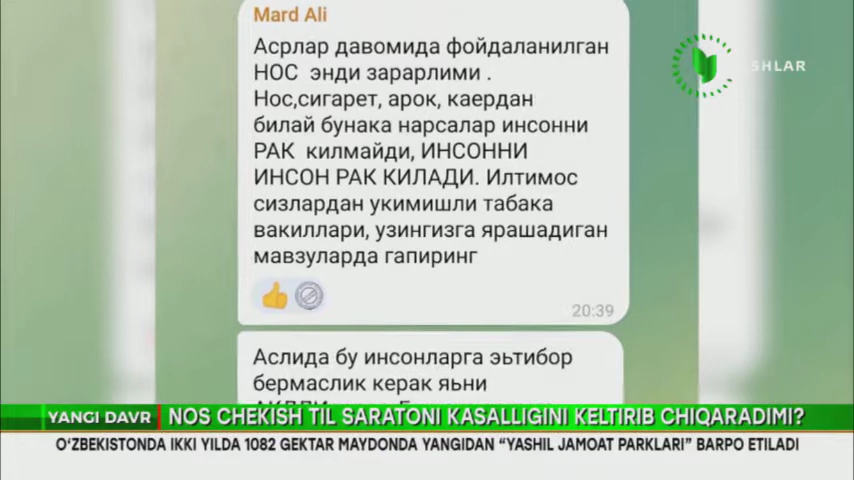 Mard Ali
Асрлар давомида фойдаланилган
НОС энди зарарлими .
Нос,сигарет, арок, каердан
билай бунака нарсалар инсонни
РАК килмайди, ИНСОННИ
ИНСОН РАК КИЛАДИ. Илтимос
сизлардан укимишли табака
вакиллари, узингизга ярашадиган
мавзуларда гапиринг
20:39
SHLAR
Аслида бу инсонларга эьтибор
бермаслик керак яьни
YANGI DAVR
NOS CHEKISH TIL SARATONI KASALLIGINI KELTIRIB CHIQARADIMI?
O‘ZBEKISTONDA IKKI YILDA 1082 GEKTAR MAYDONDA YANGIDAN “YASHIL JAMOAT PARKLARI” BARPO ETILADI